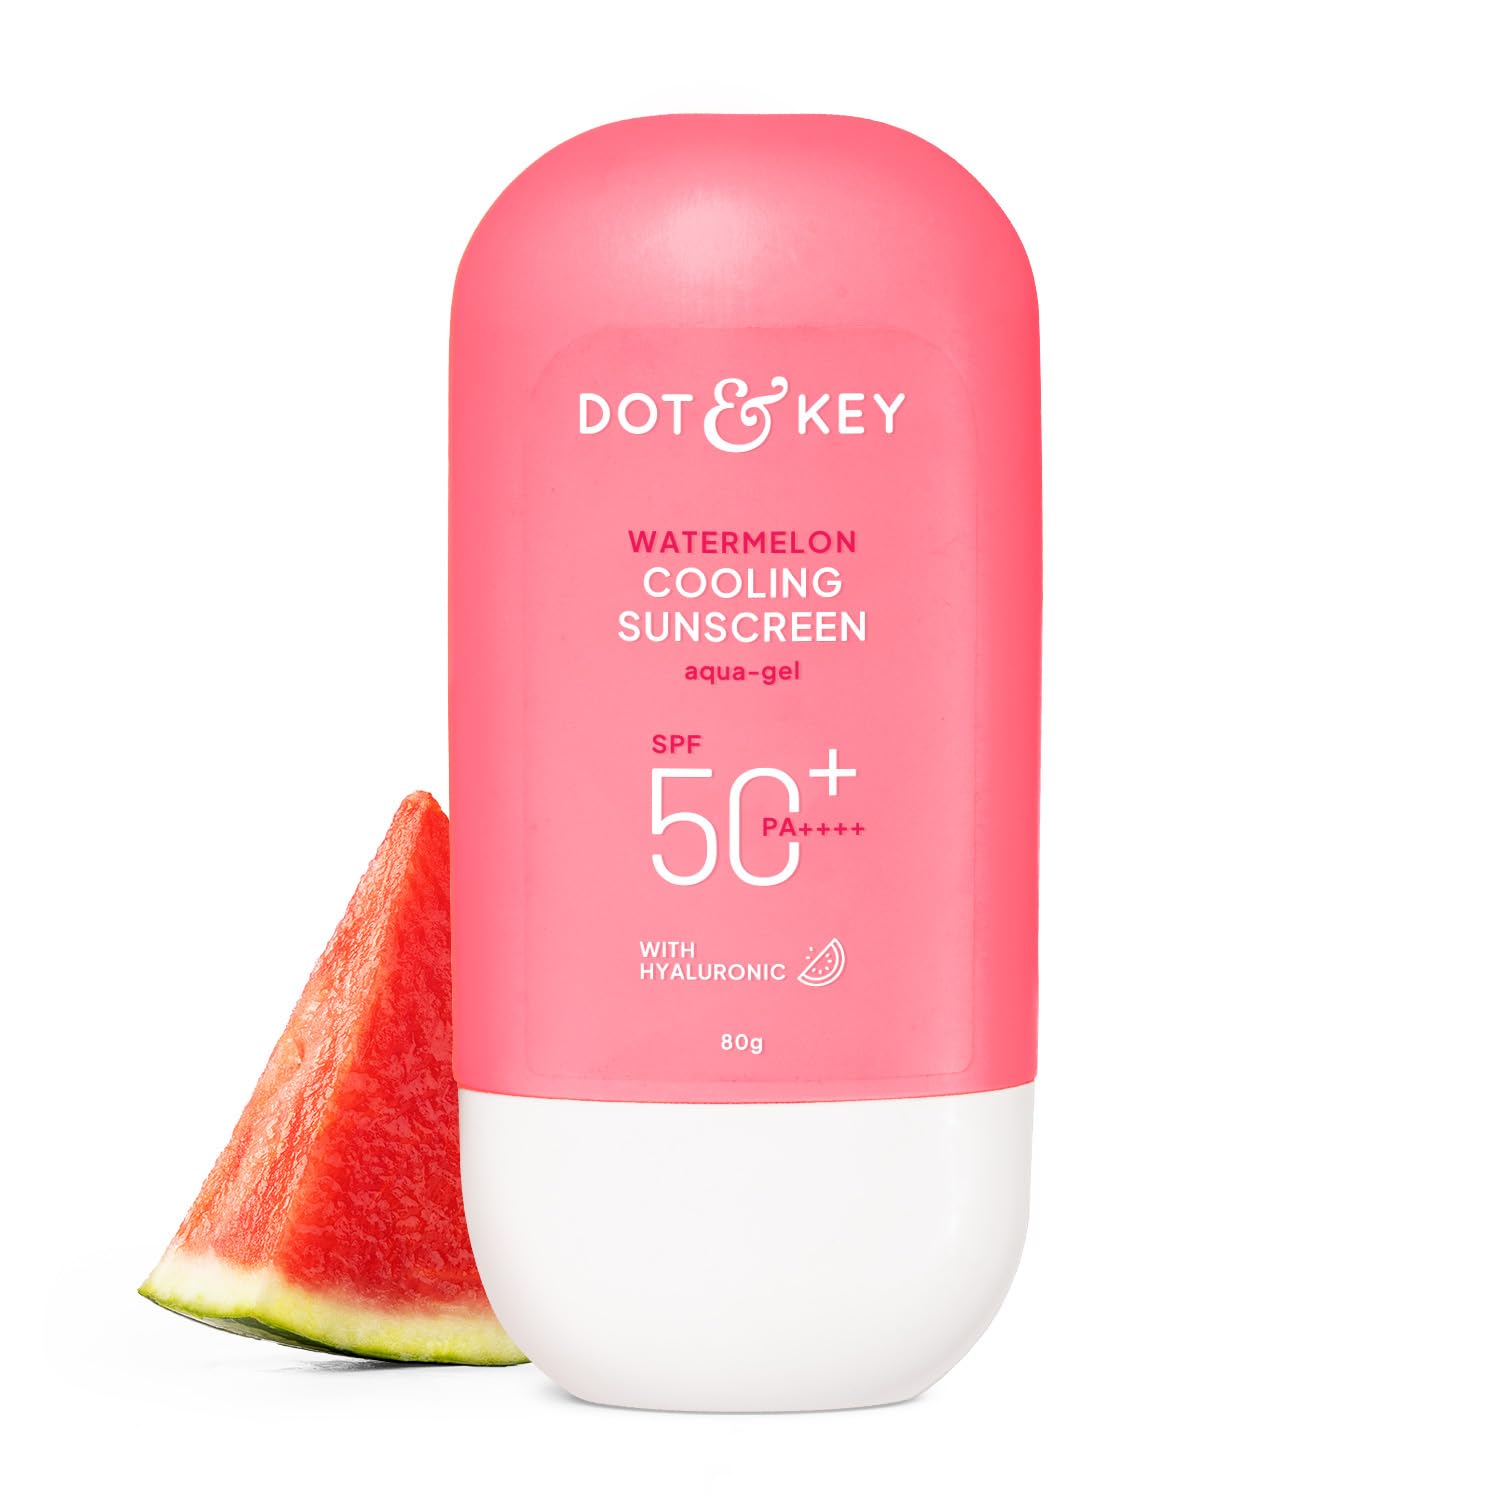 DOT & KEY
WATERMELON
COOLING
SUNSCREEN
aqua-gel
SPF
50+
PA++++
WITH
HYALURONIC
80g